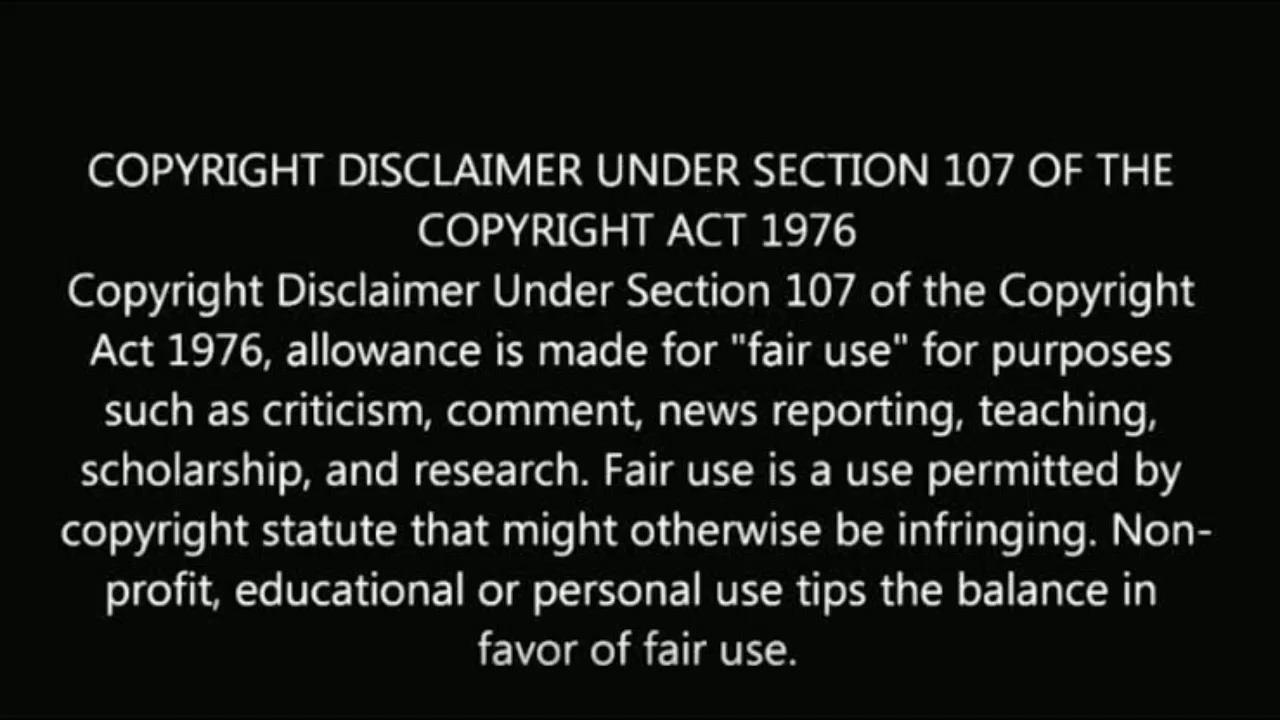 COPYRIGHT DISCLAIMER UNDER SECTION 107 OF THE
COPYRIGHT ACT 1976
Copyright Disclaimer Under Section 107 of the Copyright
Act 1976, allowance is made for "fair use" for purposes
such as criticism, comment, news reporting, teaching,
scholarship, and research. Fair use is a use permitted by
copyright statute that might otherwise be infringing. Non-
profit, educational or personal use tips the balance in
favor of fair use.